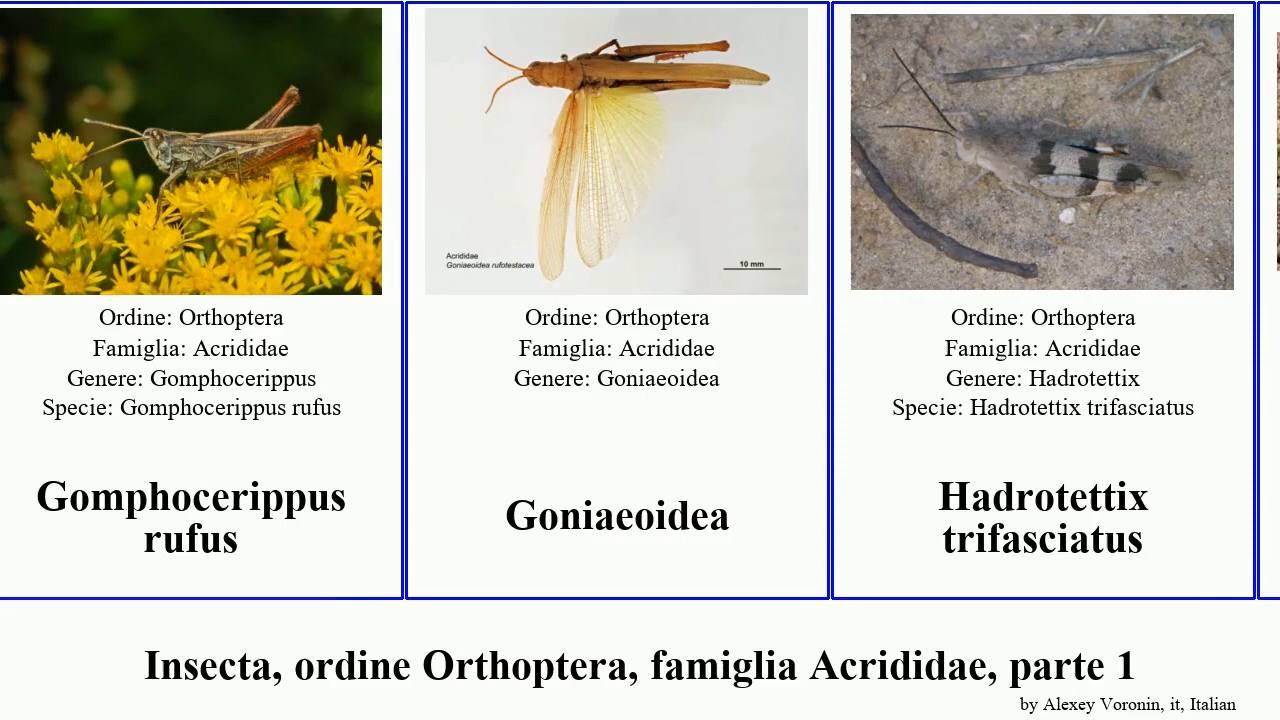 Acrididae
Goniaeoidea rufotestacea
10 mm
Ordine: Orthoptera
Famiglia: Acrididae
Genere: Gomphocerippus
Specie: Gomphocerippus rufus
Gomphocerippus
rufus
Ordine: Orthoptera
Famiglia: Acrididae
Genere: Goniaeoidea
Goniaeoidea
Ordine: Orthoptera
Famiglia: Acrididae
Genere: Hadrotettix
Specie: Hadrotettix trifasciatus
Hadrotettix
trifasciatus
Insecta, ordine Orthoptera, famiglia Acrididae, parte 1
by Alexey Voronin, it, Italian